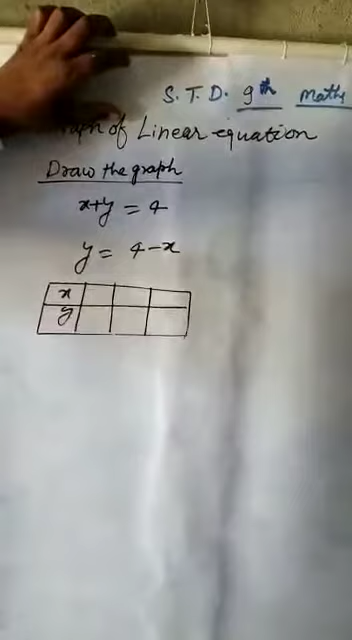 S.T.D. 9th Maths
of Linear equation
Draw the graph
x+y = 4
y = 4-x
x
y